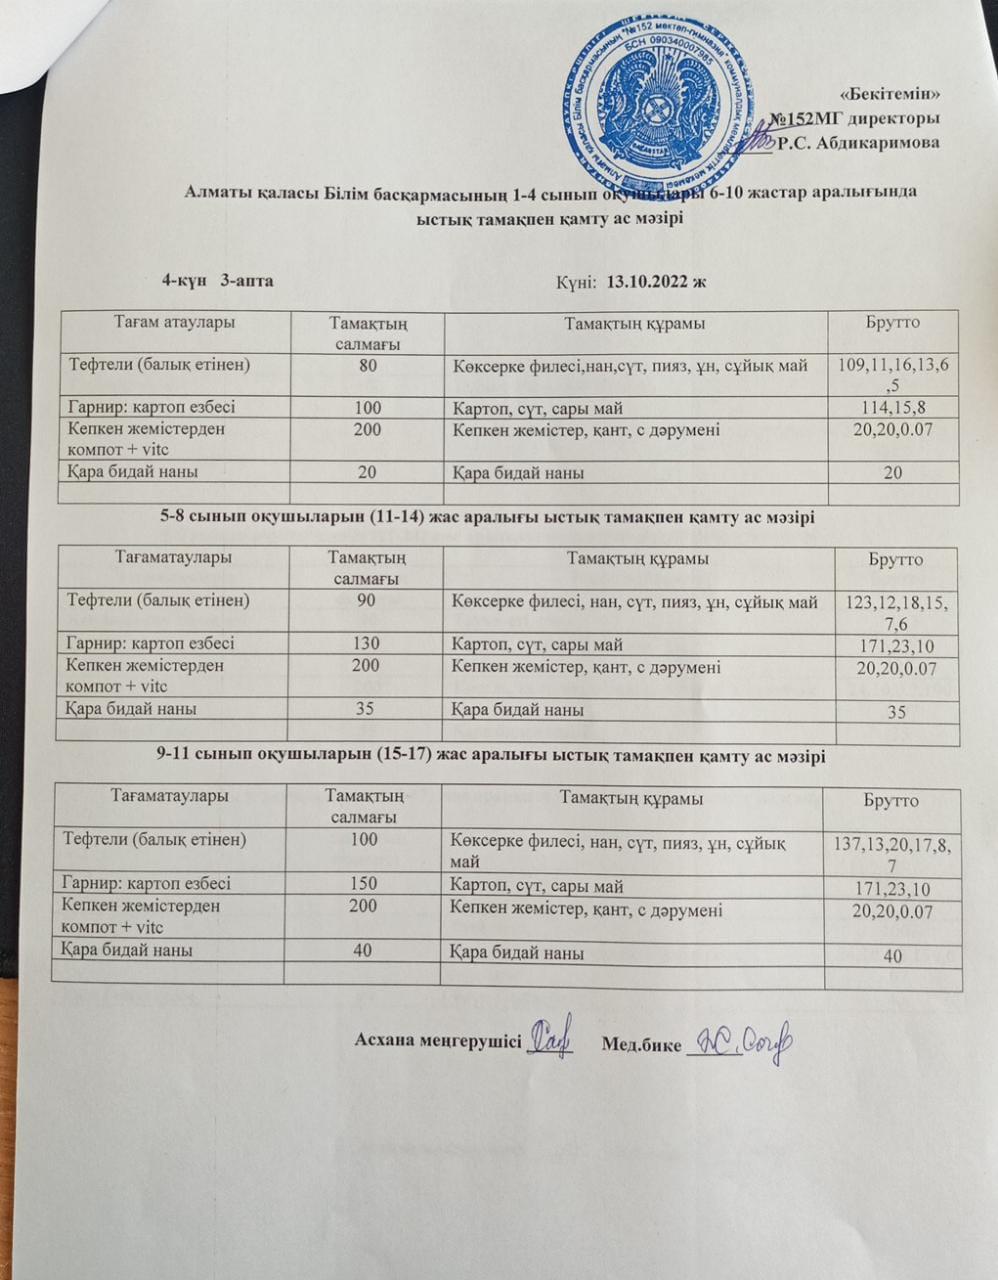 «Бекітемін»
№152МГ директоры
Р.С. Абдикаримова
"№152 мектеп-гимназия" коммуналдық мемлекеттік мекемесі
Алматы қаласы Білім басқармасының
БСН 090340007985
Алматы қаласы Білім басқармасының 1-4 сынып оқушылары 6-10 жастар аралығында
ыстық тамақпен қамту ас мәзірі
4-күн 3-апта Күні: 13.10.2022 ж
Тағам атаулары Тамақтың салмағы Тамақтың құрамы Брутто
Тефтели (балық етінен) 80 Көксерке филесі,нан,сүт, пияз, ұн, сұйық май 109,11,16,13,6
,5
Гарнир: картоп езбесі 100 Картоп, сүт, сары май 114,15,8
Кепкен жемістерден 200 Кепкен жемістер, қант, с дәрумені 20,20,0.07
компот + vitc
Қара бидай наны 20 Қара бидай наны 20
5-8 сынып оқушыларын (11-14) жас аралығы ыстық тамақпен қамту ас мәзірі
Тағаматаулары Тамақтың салмағы Тамақтың құрамы Брутто
Тефтели (балық етінен) 90 Көксерке филесі, нан, сүт, пияз, ұн, сұйық май 123,12,18,15,
7,6
Гарнир: картоп езбесі 130 Картоп, сүт, сары май 171,23,10
Кепкен жемістерден 200 Кепкен жемістер, қант, с дәрумені 20,20,0.07
компот + vitc
Қара бидай наны 35 Қара бидай наны 35
9-11 сынып оқушыларын (15-17) жас аралығы ыстық тамақпен қамту ас мәзірі
Тағаматаулары Тамақтың салмағы Тамақтың құрамы Брутто
Тефтели (балық етінен) 100 Көксерке филесі, нан, сүт, пияз, ұн, сұйық 137,13,20,17,8,
май 7
Гарнир: картоп езбесі 150 Картоп, сүт, сары май 171,23,10
Кепкен жемістерден 200 Кепкен жемістер, қант, с дәрумені 20,20,0.07
компот + vitc
Қара бидай наны 40 Қара бидай наны 40
Асхана меңгерушісі Мед.бике